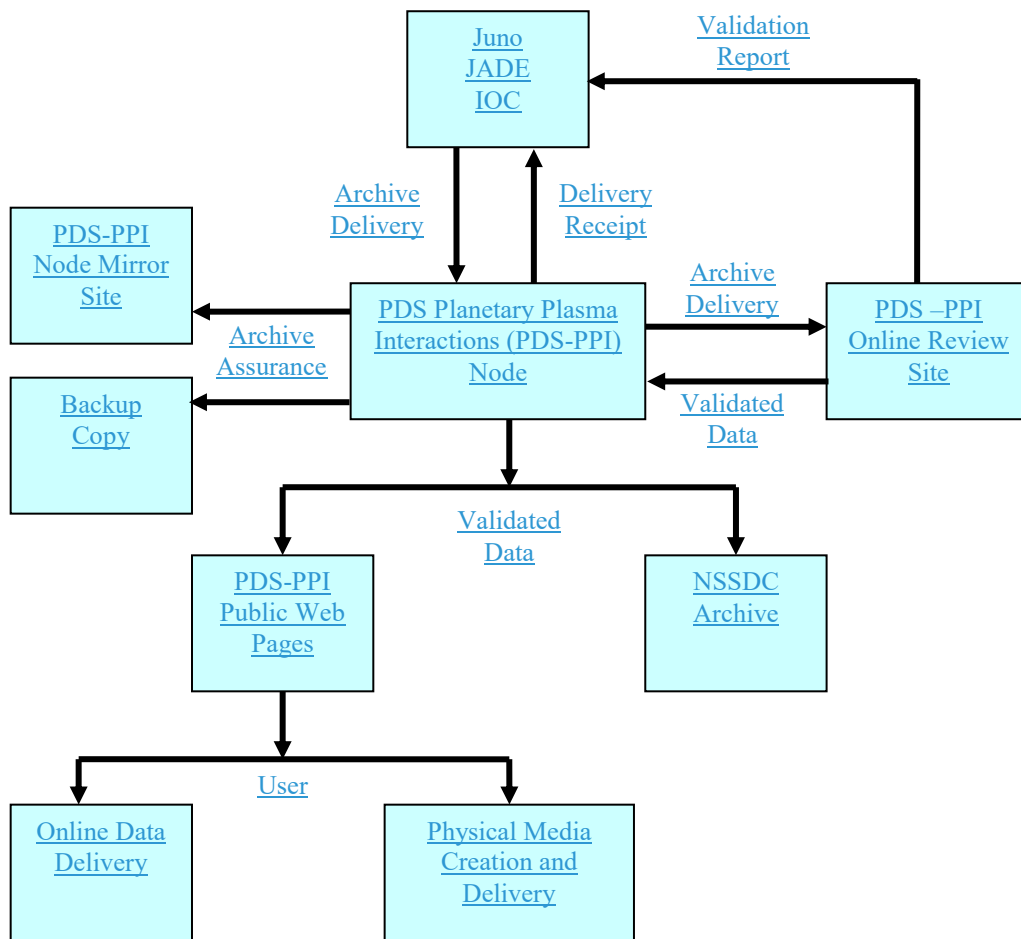 Juno
JADE
IOC
Validation
Report
Archive
Delivery
Delivery
Receipt
PDS-PPI
Node Mirror
Site
Archive
Assurance
PDS Planetary Plasma
Interactions (PDS-PPI)
Node
Archive
Delivery
PDS –PPI
Online Review
Site
Validated
Data
Backup
Copy
Validated
Data
PDS-PPI
Public Web
Pages
NSSDC
Archive
User
Online Data
Delivery
Physical Media
Creation and
Delivery